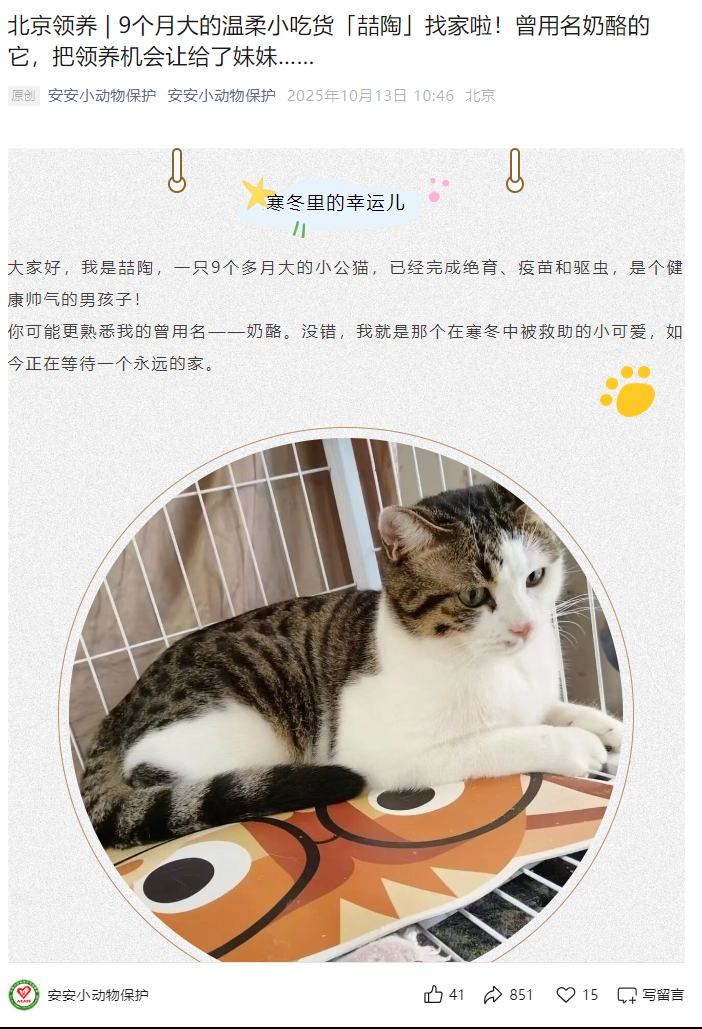 北京领养 | 9个月大的温柔小吃货「喆陶」找家啦！曾用名奶酪的
它，把领养机会让给了妹妹……
原创 安安小动物保护 安安小动物保护 2025年10月13日 10:46 北京
寒冬里的幸运儿
大家好，我是喆陶，一只9个多月大的小公猫，已经完成绝育、疫苗和驱虫，是个健
康帅气的男孩子！
你可能更熟悉我的曾用名——奶酪。没错，我就是那个在寒冬中被救助的小可爱，如
今正在等待一个永远的家。
安安小动物保护 41 851 15 写留言